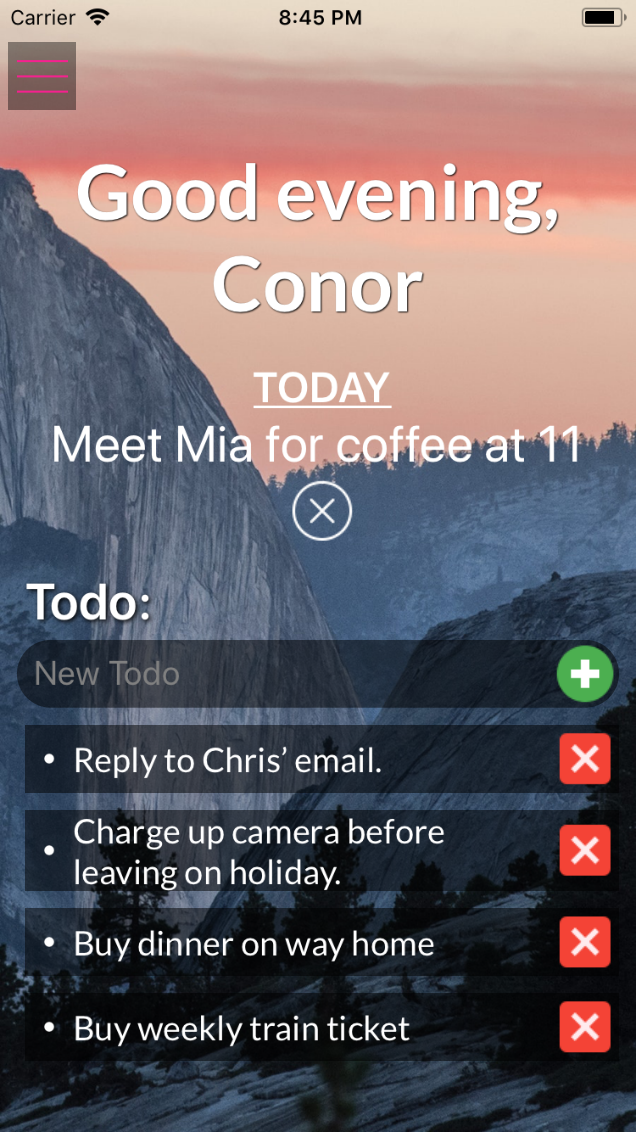 Carrier 8:45 PM
Good evening,
Conor
TODAY
Meet Mia for coffee at 11
Todo:
New Todo
• Reply to Chris’ email.
• Charge up camera before
leaving on holiday.
• Buy dinner on way home
• Buy weekly train ticket